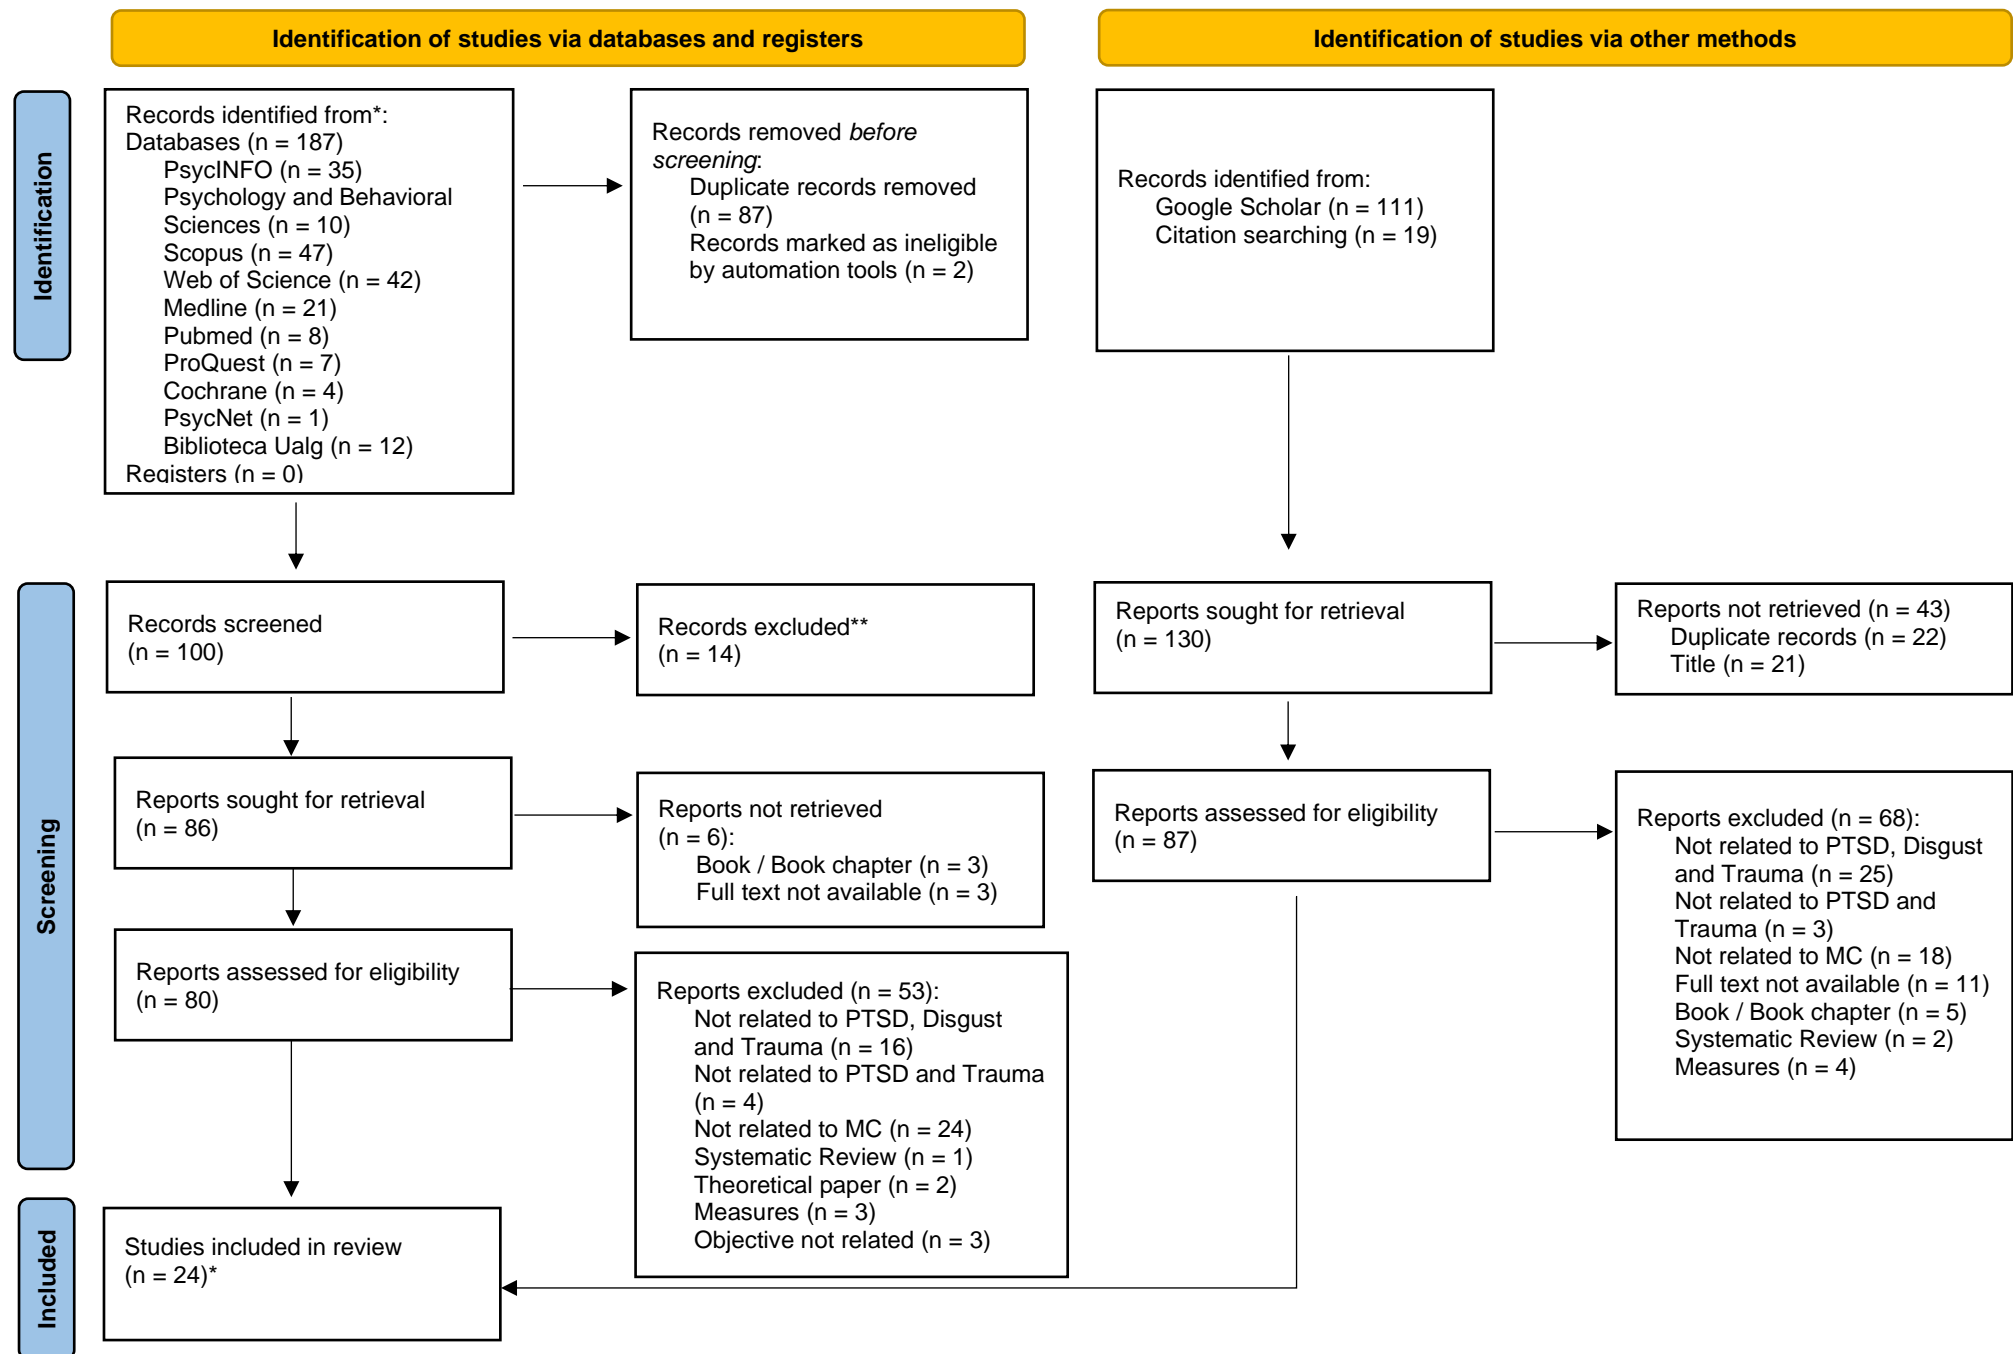 Identification of studies via databases and registers
Identification of studies via other methods
Identification
Records identified from*:
Databases (n = 187)
PsycINFO (n = 35)
Psychology and Behavioral
Sciences (n = 10)
Scopus (n = 47)
Web of Science (n = 42)
Medline (n = 21)
Pubmed (n = 8)
ProQuest (n = 7)
Cochrane (n = 4)
PsycNet (n = 1)
Biblioteca Ualg (n = 12)
Registers (n = 0)
Records removed before
screening:
Duplicate records removed
(n = 87)
Records marked as ineligible
by automation tools (n = 2)
Records identified from:
Google Scholar (n = 111)
Citation searching (n = 19)
Screening
Records screened
(n = 100)
Records excluded**
(n = 14)
Reports sought for retrieval
(n = 130)
Reports not retrieved (n = 43)
Duplicate records (n = 22)
Title (n = 21)
Reports sought for retrieval
(n = 86)
Reports not retrieved
(n = 6):
Book / Book chapter (n = 3)
Full text not available (n = 3)
Reports assessed for eligibility
(n = 87)
Reports excluded (n = 68):
Not related to PTSD, Disgust
and Trauma (n = 25)
Not related to PTSD and
Trauma (n = 3)
Not related to MC (n = 18)
Full text not available (n = 11)
Book / Book chapter (n = 5)
Systematic Review (n = 2)
Measures (n = 4)
Reports assessed for eligibility
(n = 80)
Reports excluded (n = 53):
Not related to PTSD, Disgust
and Trauma (n = 16)
Not related to PTSD and Trauma
(n = 4)
Not related to MC (n = 24)
Systematic Review (n = 1)
Theoretical paper (n = 2)
Measures (n = 3)
Objective not related (n = 3)
Included
Studies included in review
(n = 24)*